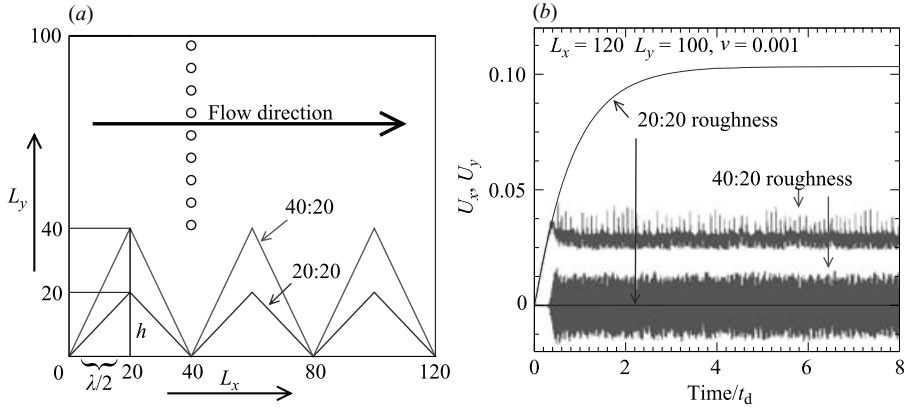 (a)
100
Flow direction
L_y
40
40:20
20:20
20
h
0
λ/2
20
L_x
40
60
80
100
120
(b)
L_x = 120 L_y = 100, ν = 0.001
0.10
20:20 roughness
40:20 roughness
U_x, U_y
0.05
0
0
2
4
6
8
Time/t_d